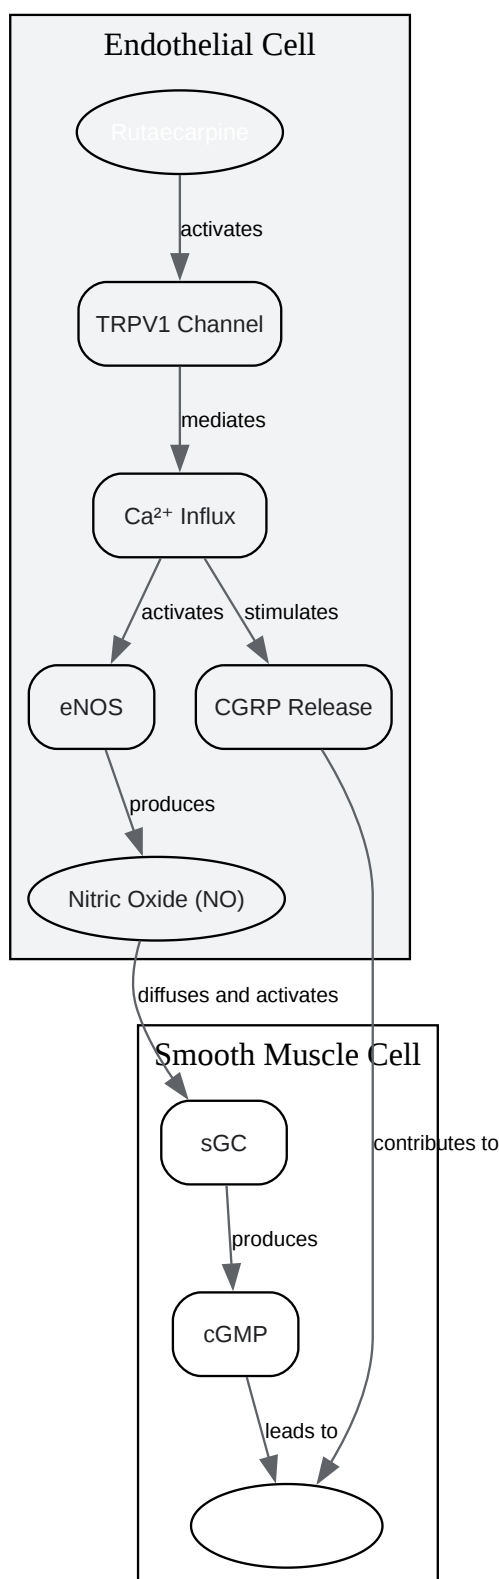 Endothelial Cell
Rutaecarpine
activates
TRPV1 Channel
mediates
Ca²⁺ Influx
activates
stimulates
eNOS
CGRP Release
produces
Nitric Oxide (NO)
diffuses and activates
Smooth Muscle Cell
sGC
contributes to
produces
cGMP
leads to